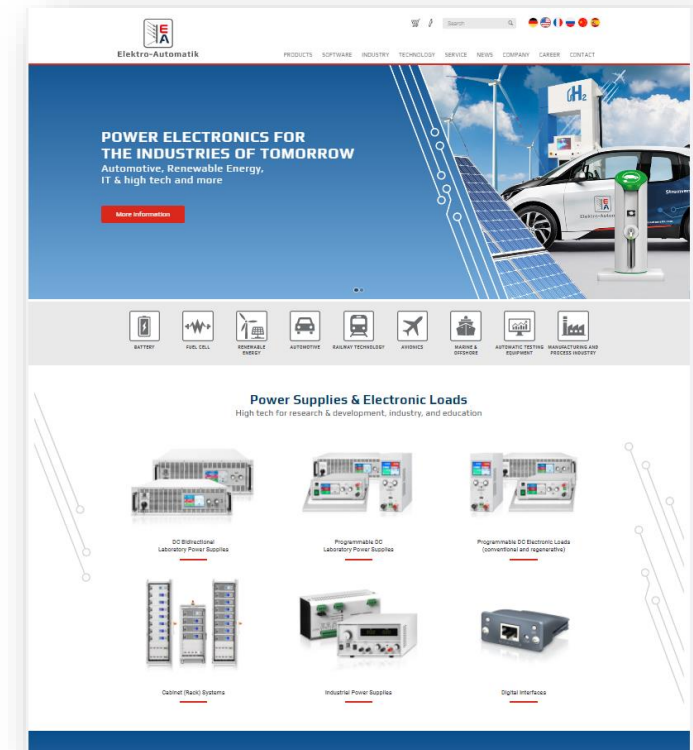 EA
Elektro-Automatik
Search
PRODUCTS SOFTWARE INDUSTRY TECHNOLOGY SERVICE NEWS COMPANY CAREER CONTACT
POWER ELECTRONICS FOR
THE INDUSTRIES OF TOMORROW
Automotive, Renewable Energy,
IT & high tech and more
More Information
H2
BATTERY
FUEL CELL
RENEWABLE
ENERGY
AUTOMOTIVE
RAILWAY TECHNOLOGY
AVIONICS
MARINE &
OFFSHORE
AUTOMATIC TESTING
EQUIPMENT
MANUFACTURING AND
PROCESS INDUSTRY
Power Supplies & Electronic Loads
High tech for research & development, industry, and education
DC Bidirectional
Laboratory Power Supplies
Programmable DC
Laboratory Power Supplies
Programmable DC Electronic Loads
(conventional and regenerative)
Cabinet (Rack) Systems
Industrial Power Supplies
Digital Interfaces